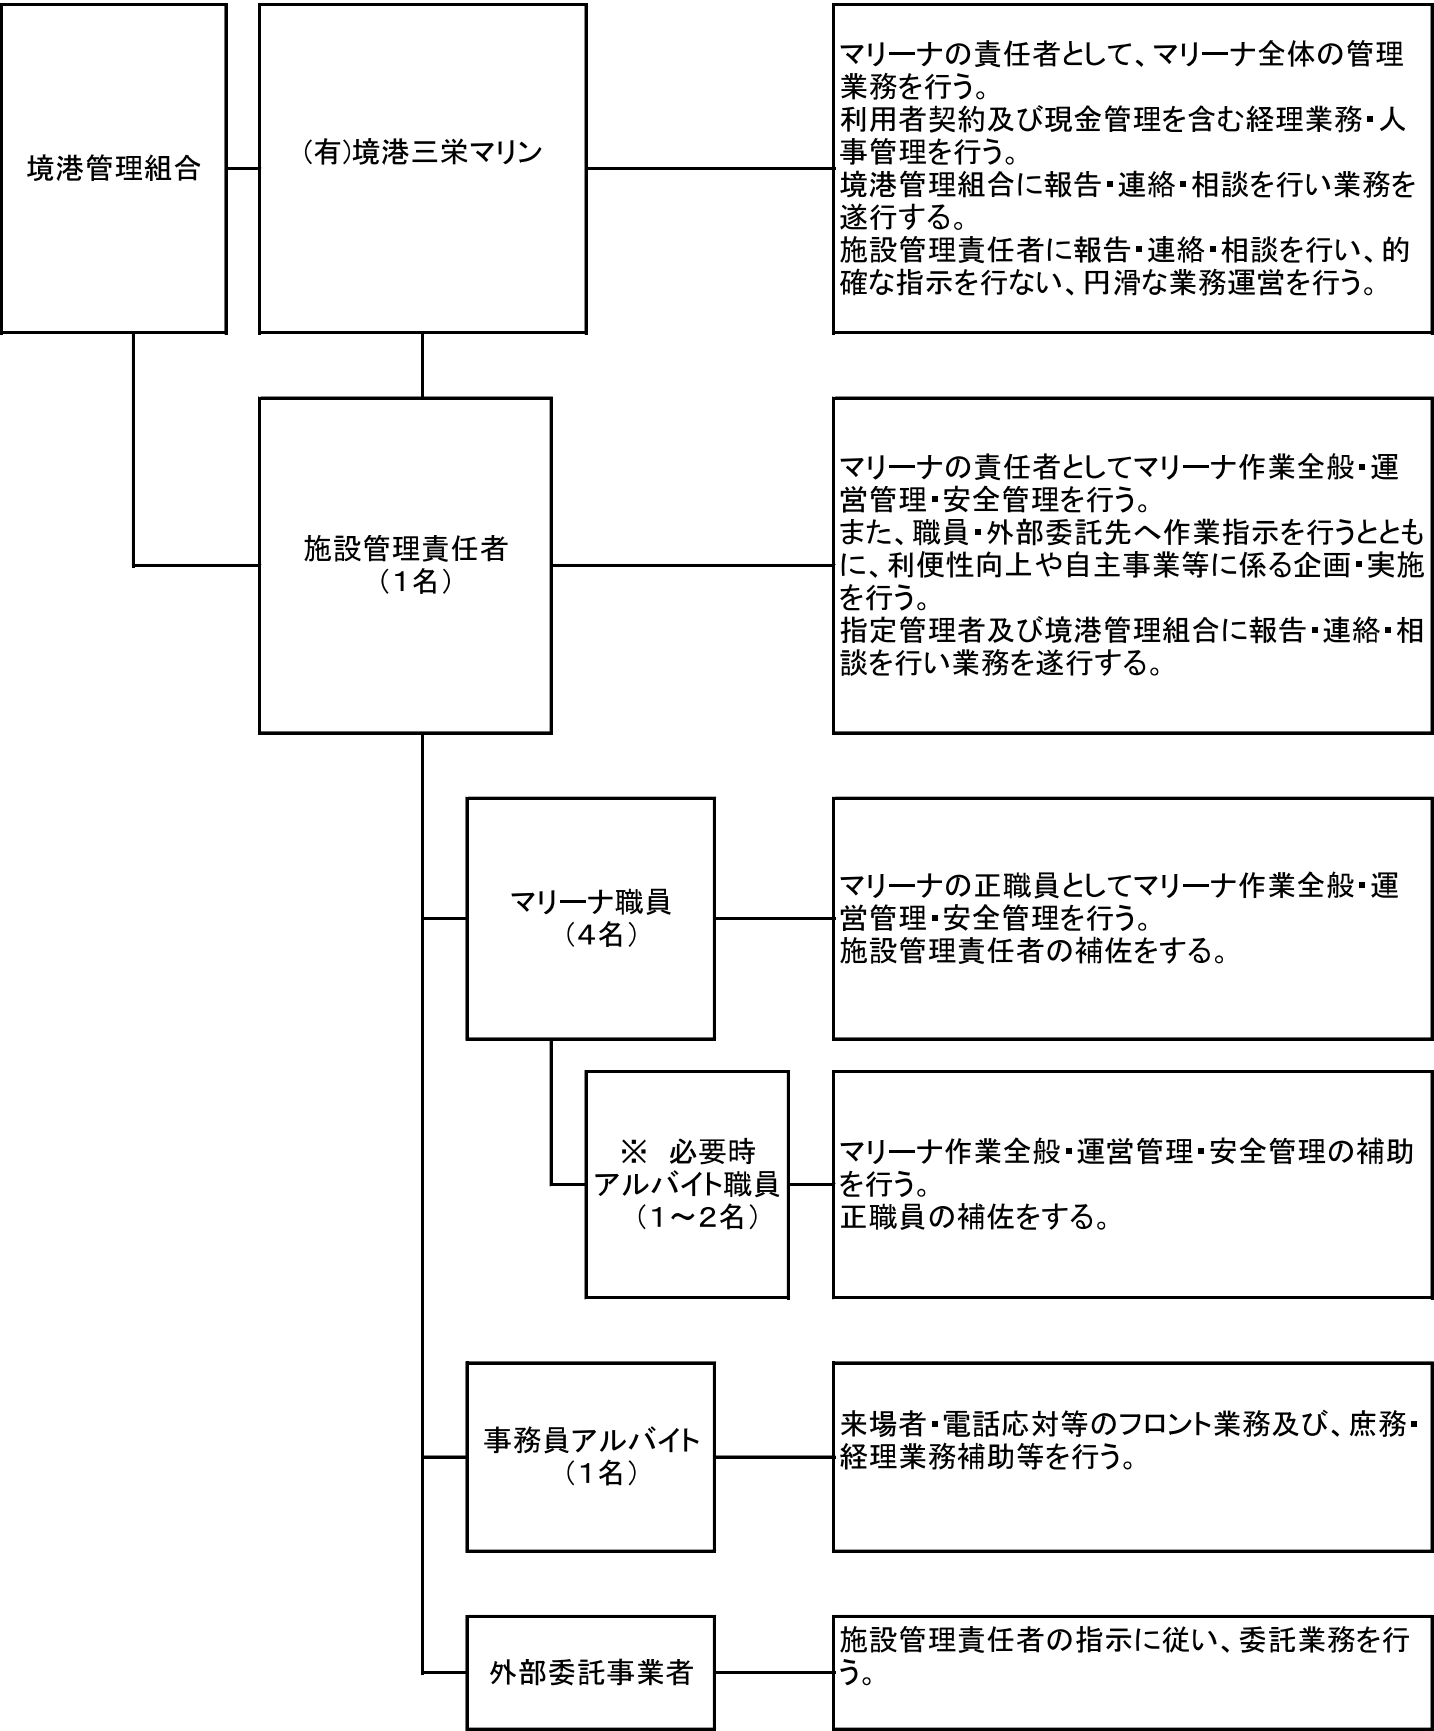 境港管理組合
(有)境港三栄マリン
マリーナの責任者として、マリーナ全体の管理
業務を行う。
利用者契約及び現金管理を含む経理業務・人
事管理を行う。
境港管理組合に報告・連絡・相談を行い業務を
遂行する。
施設管理責任者に報告・連絡・相談を行い、的
確な指示を行ない、円滑な業務運営を行う。
施設管理責任者
（１名）
マリーナの責任者としてマリーナ作業全般・運
営管理・安全管理を行う。
また、職員・外部委託先へ作業指示を行うととも
に、利便性向上や自主事業等に係る企画・実施
を行う。
指定管理者及び境港管理組合に報告・連絡・相
談を行い業務を遂行する。
マリーナ職員
（４名）
マリーナの正職員としてマリーナ作業全般・運
営管理・安全管理を行う。
施設管理責任者の補佐をする。
※　必要時
アルバイト職員
（１～２名）
マリーナ作業全般・運営管理・安全管理の補助
を行う。
正職員の補佐をする。
事務員アルバイト
（１名）
来場者・電話応対等のフロント業務及び、庶務・
経理業務補助等を行う。
外部委託事業者
施設管理責任者の指示に従い、委託業務を行
う。